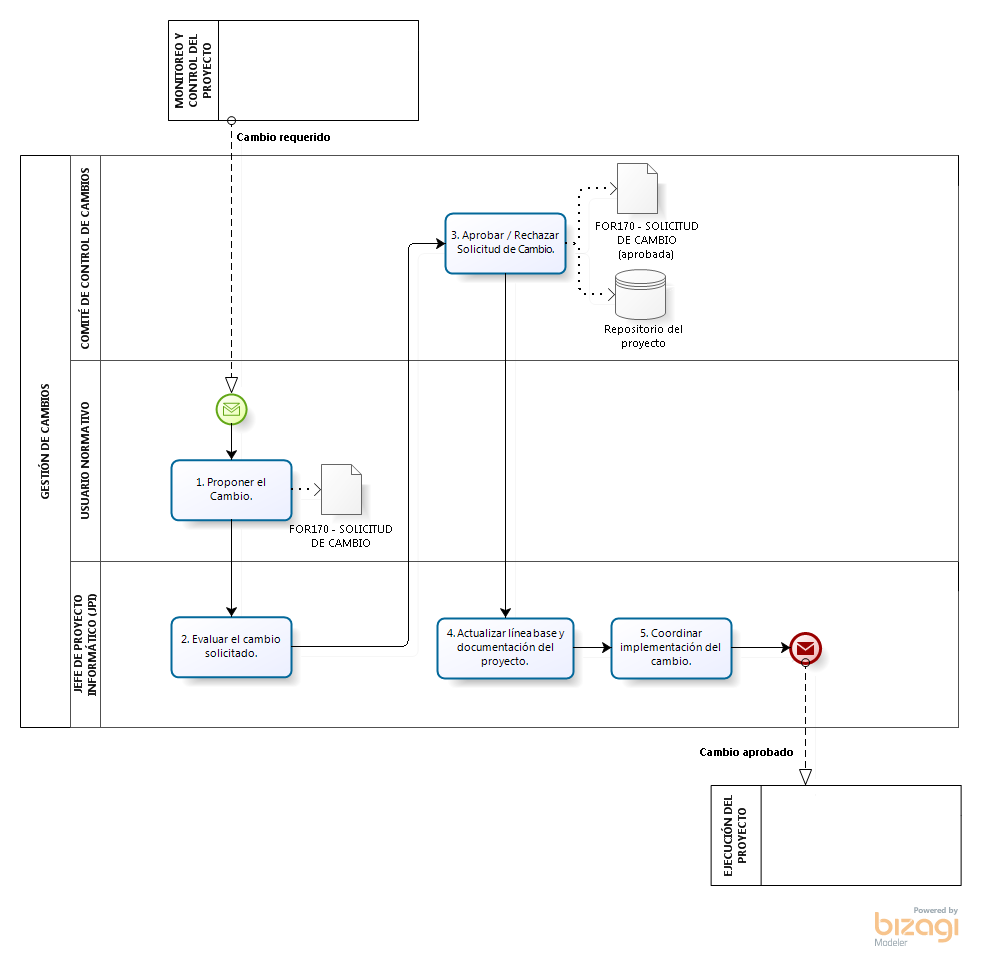 MONITOREO Y
CONTROL DEL
PROYECTO
Cambio requerido
GESTIÓN DE CAMBIOS
COMITÉ DE CONTROL DE CAMBIOS
3. Aprobar / Rechazar
Solicitud de Cambio.
FOR170 - SOLICITUD
DE CAMBIO
(aprobada)
Repositorio del
proyecto
USUARIO NORMATIVO
1. Proponer el
Cambio.
FOR170 - SOLICITUD
DE CAMBIO
JEFE DE PROYECTO
INFORMÁTICO (JPI)
2. Evaluar el cambio
solicitado.
4. Actualizar línea base y
documentación del
proyecto.
5. Coordinar
implementación del
cambio.
Cambio aprobado
EJECUCIÓN DEL
PROYECTO
Powered by
bizagi
Modeler